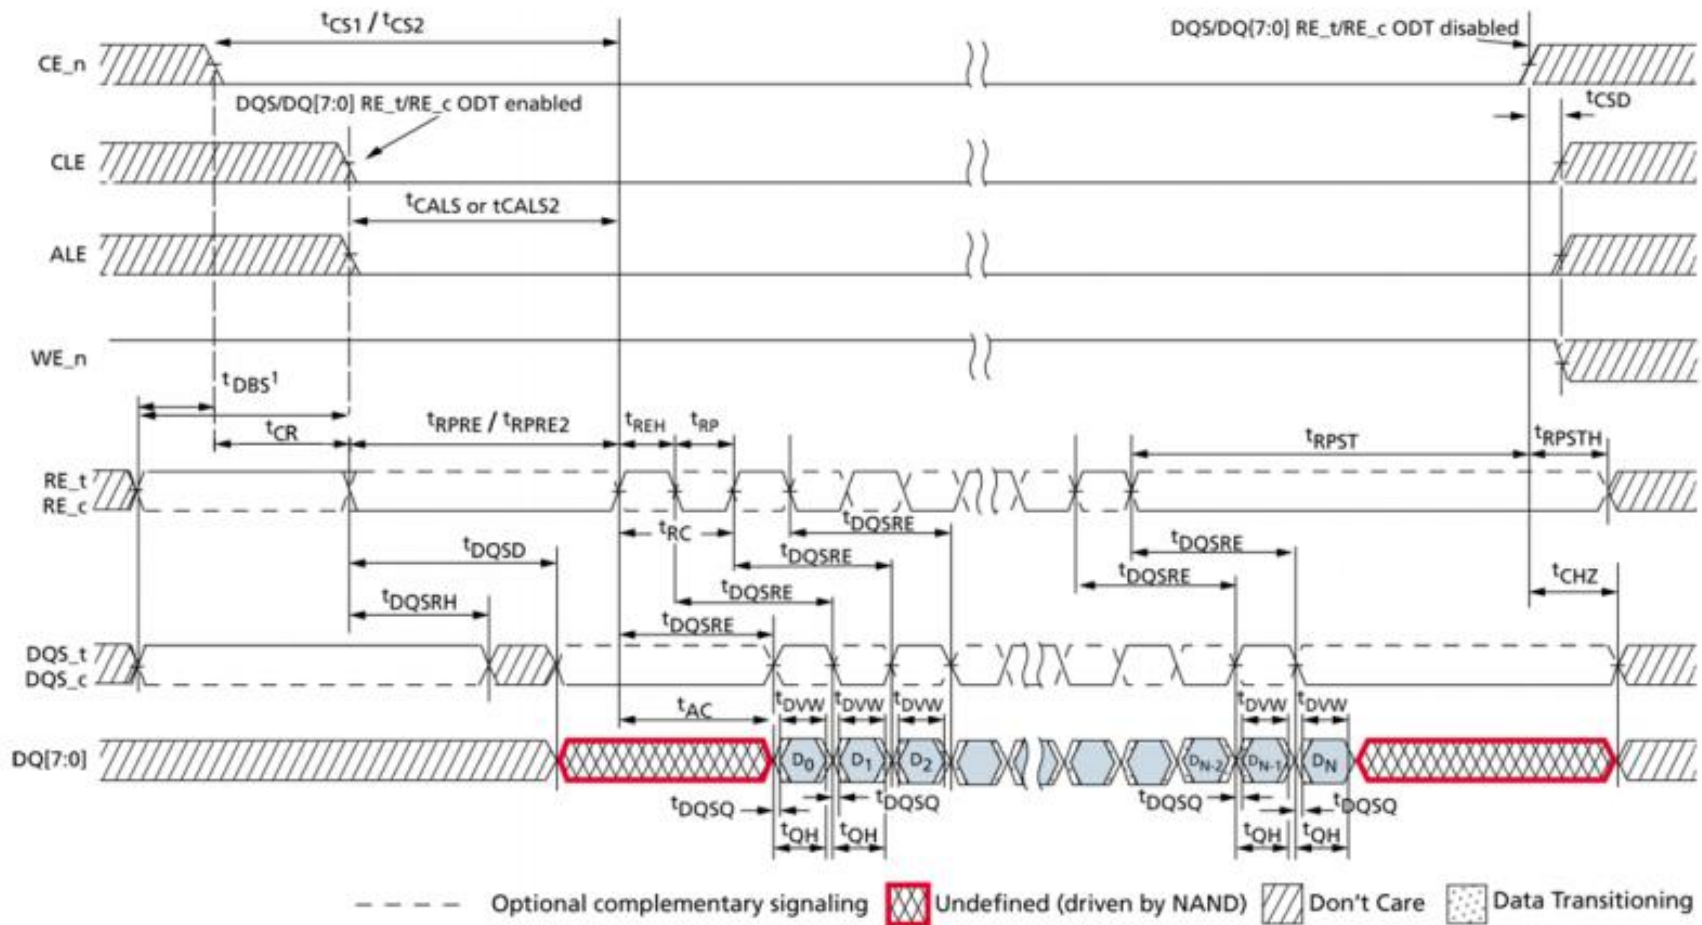 tCS1 / tCS2
DQS/DQ[7:0] RE_t/RE_c ODT disabled
CE_n
tCSD
DQS/DQ[7:0] RE_t/RE_c ODT enabled
CLE
tCALS or tCALS2
ALE
WE_n
tDBS1
tCR
tRPRE / tRPRE2
tREH
tRP
tRPST
tRPSTH
RE_t
RE_c
tRC
tDQSRE
tDQSD
tDQSRE
tDQSRE
tDQSRE
tDQSRE
tCHZ
tDQSRH
tDQSRE
DQS_t
DQS_c
tAC
tDVW
tDVW
tDVW
tDVW
tDVW
DQ[7:0]
D0
D1
D2
DN-2
DN-1
DN
tDQSQ
tDQSQ
tDQSQ
tDQSQ
tQH
tQH
tQH
tQH
Optional complementary signaling
Undefined (driven by NAND)
Don't Care
Data Transitioning